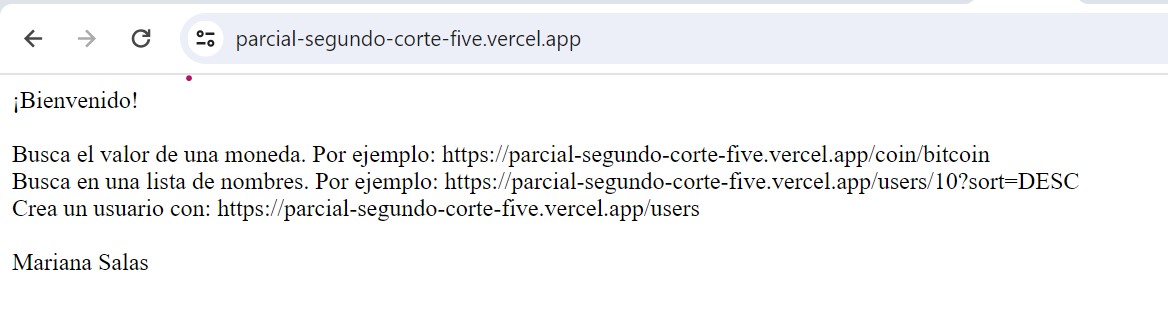 parcial-segundo-corte-five.vercel.app
¡Bienvenido!
Busca el valor de una moneda. Por ejemplo: https://parcial-segundo-corte-five.vercel.app/coin/bitcoin
Busca en una lista de nombres. Por ejemplo: https://parcial-segundo-corte-five.vercel.app/users/10?sort=DESC
Crea un usuario con: https://parcial-segundo-corte-five.vercel.app/users
Mariana Salas